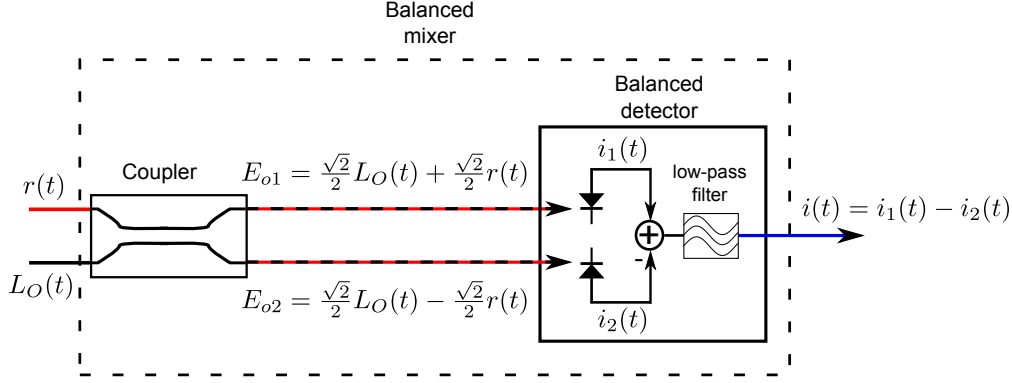 Balanced
mixer
Balanced
detector
Coupler
r(t)
L_O(t)
E_{o1} = \frac{\sqrt{2}}{2}L_O(t) + \frac{\sqrt{2}}{2}r(t)
E_{o2} = \frac{\sqrt{2}}{2}L_O(t) - \frac{\sqrt{2}}{2}r(t)
i_1(t)
low-pass
filter
+
-
i_2(t)
i(t) = i_1(t) - i_2(t)